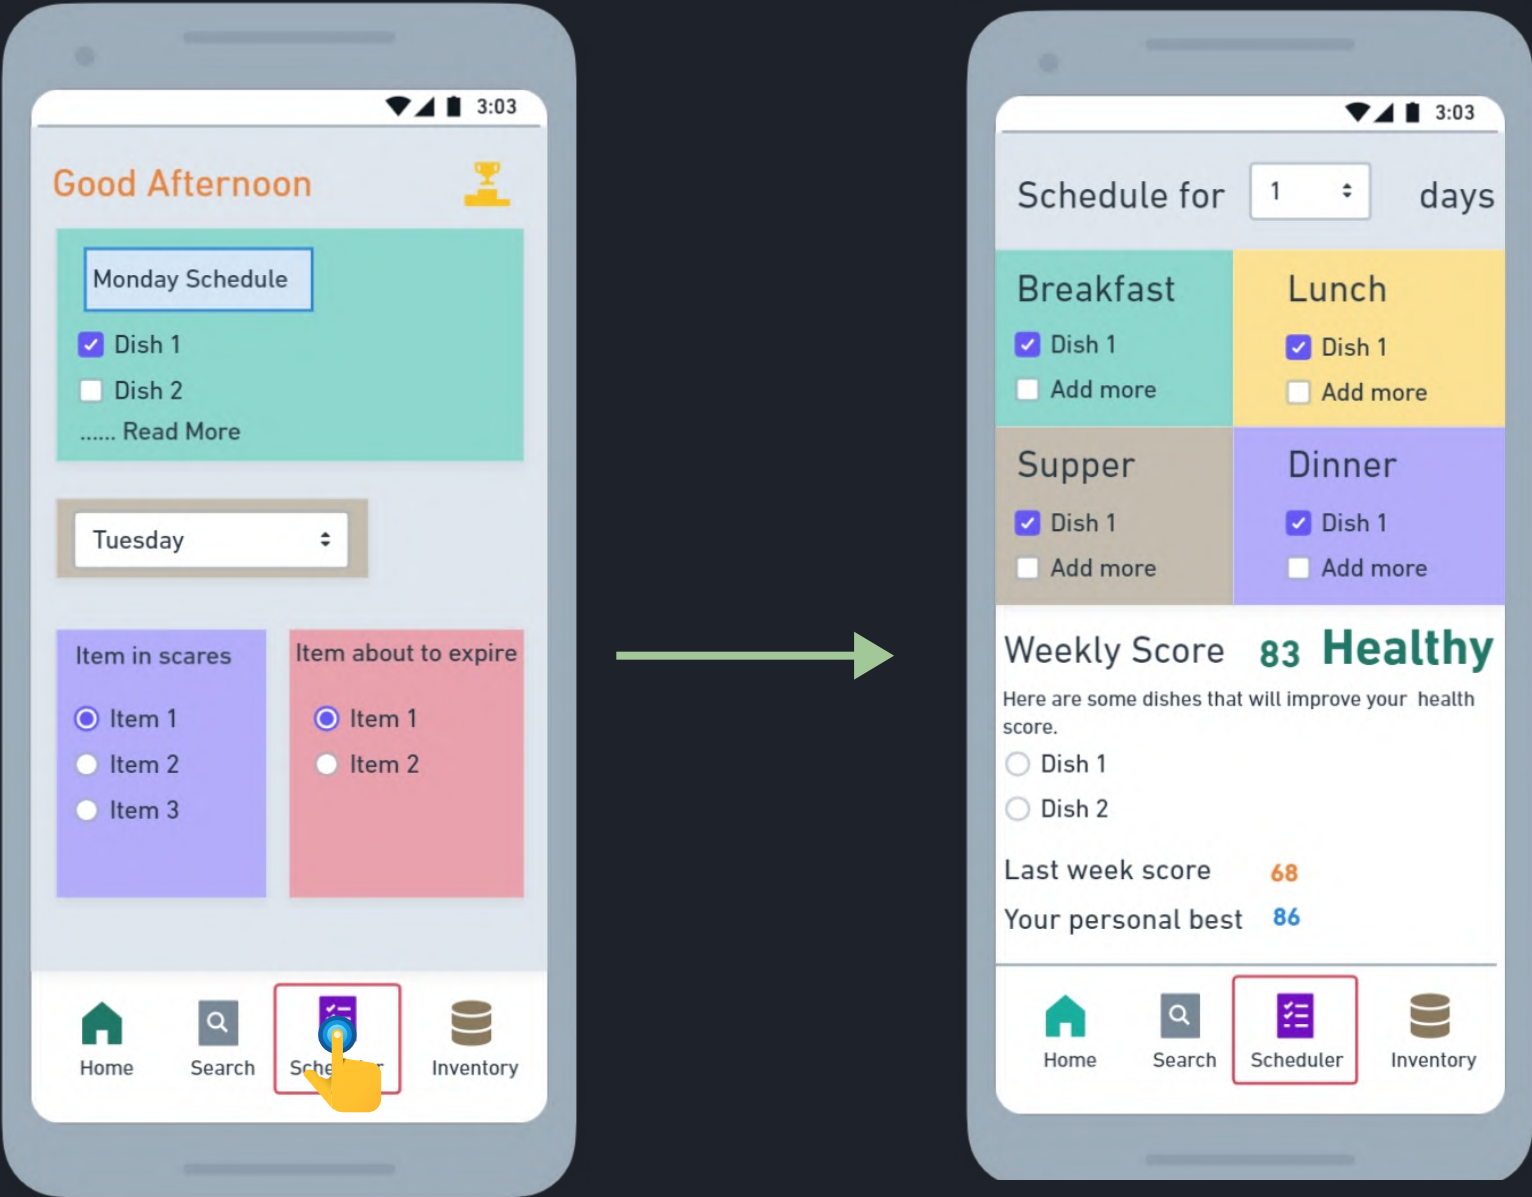 3:03
Good Afternoon
Monday Schedule
Dish 1
Dish 2
...... Read More
Tuesday
Item in scares
Item 1
Item 2
Item 3
Item about to expire
Item 1
Item 2
Home
Search
Inventory
3:03
Schedule for 1 days
Breakfast
Dish 1
Add more
Lunch
Dish 1
Add more
Supper
Dish 1
Add more
Dinner
Dish 1
Add more
Weekly Score 83 Healthy
Here are some dishes that will improve your health
score.
Dish 1
Dish 2
Last week score 68
Your personal best 86
Home
Search
Scheduler
Inventory